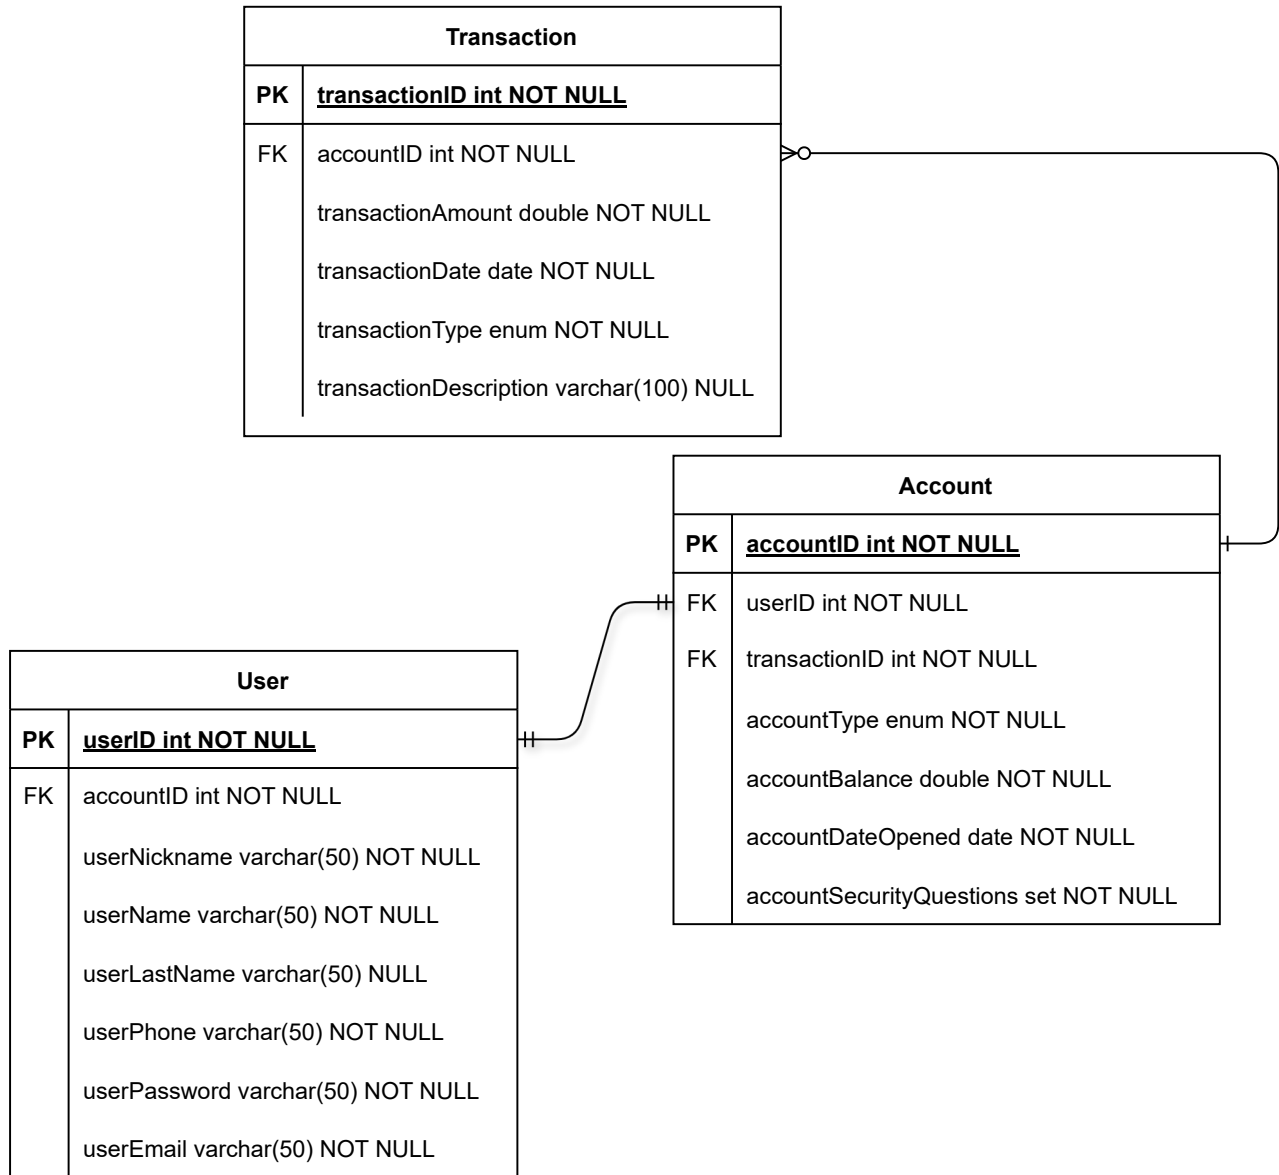 Transaction
PK transactionID int NOT NULL
FK accountID int NOT NULL
transactionAmount double NOT NULL
transactionDate date NOT NULL
transactionType enum NOT NULL
transactionDescription varchar(100) NULL
Account
PK accountID int NOT NULL
FK userID int NOT NULL
FK transactionID int NOT NULL
accountType enum NOT NULL
accountBalance double NOT NULL
accountDateOpened date NOT NULL
accountSecurityQuestions set NOT NULL
User
PK userID int NOT NULL
FK accountID int NOT NULL
userNickname varchar(50) NOT NULL
userName varchar(50) NOT NULL
userLastName varchar(50) NULL
userPhone varchar(50) NOT NULL
userPassword varchar(50) NOT NULL
userEmail varchar(50) NOT NULL